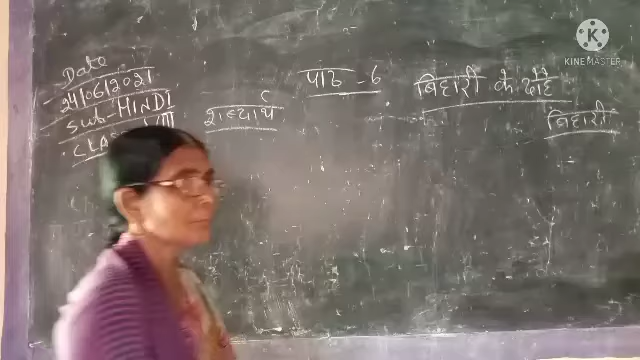 Date
24/06/2021
Sub-HINDI
CLASS-VIII
पाठ - 6 बिहारी के दोहे
बिहारी
शब्दार्थ
KINEMASTER